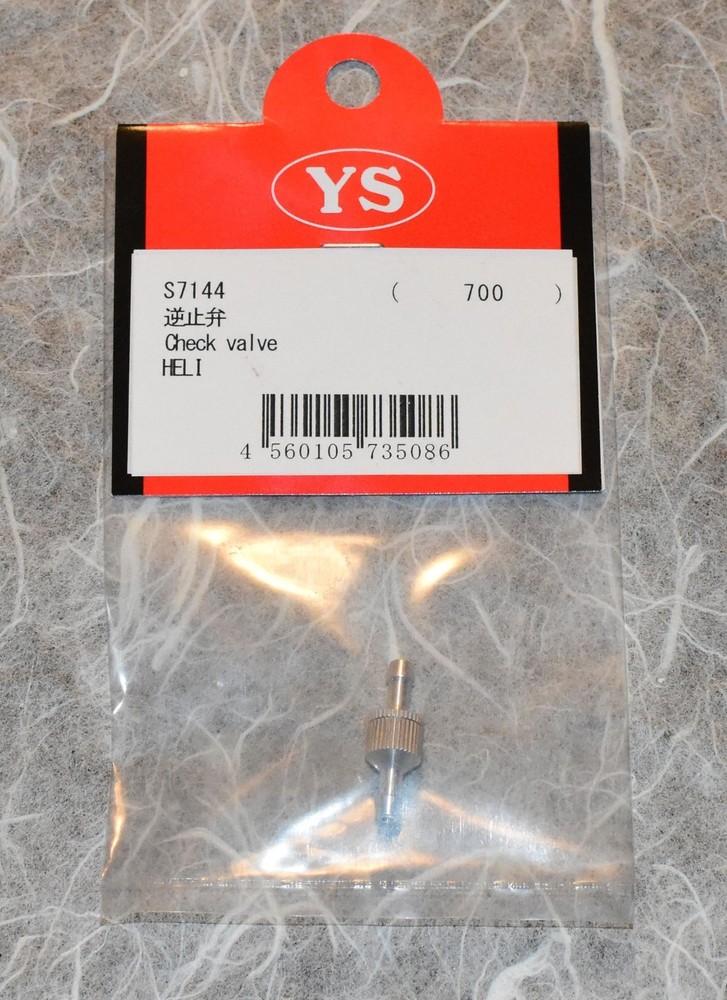 YS
S7144 ( 700 )
逆止弁
Check valve
HELI
4 560105 735086